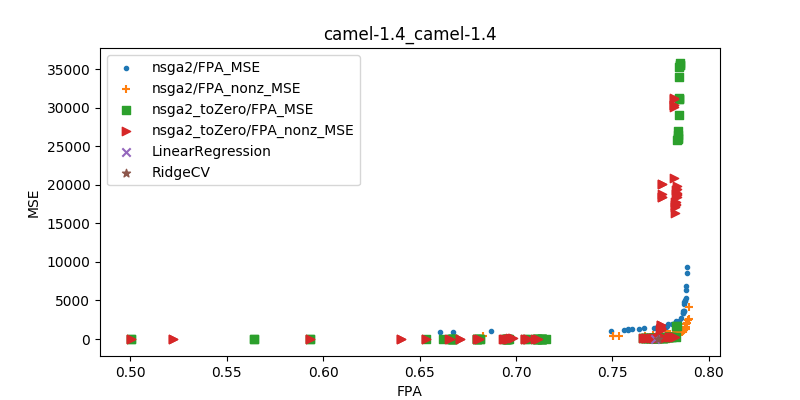 camel-1.4_camel-1.4
nsga2/FPA_MSE
nsga2/FPA_nonz_MSE
nsga2_toZero/FPA_MSE
nsga2_toZero/FPA_nonz_MSE
LinearRegression
RidgeCV
MSE
35000
30000
25000
20000
15000
10000
5000
0
0.50 0.55 0.60 0.65 0.70 0.75 0.80
FPA